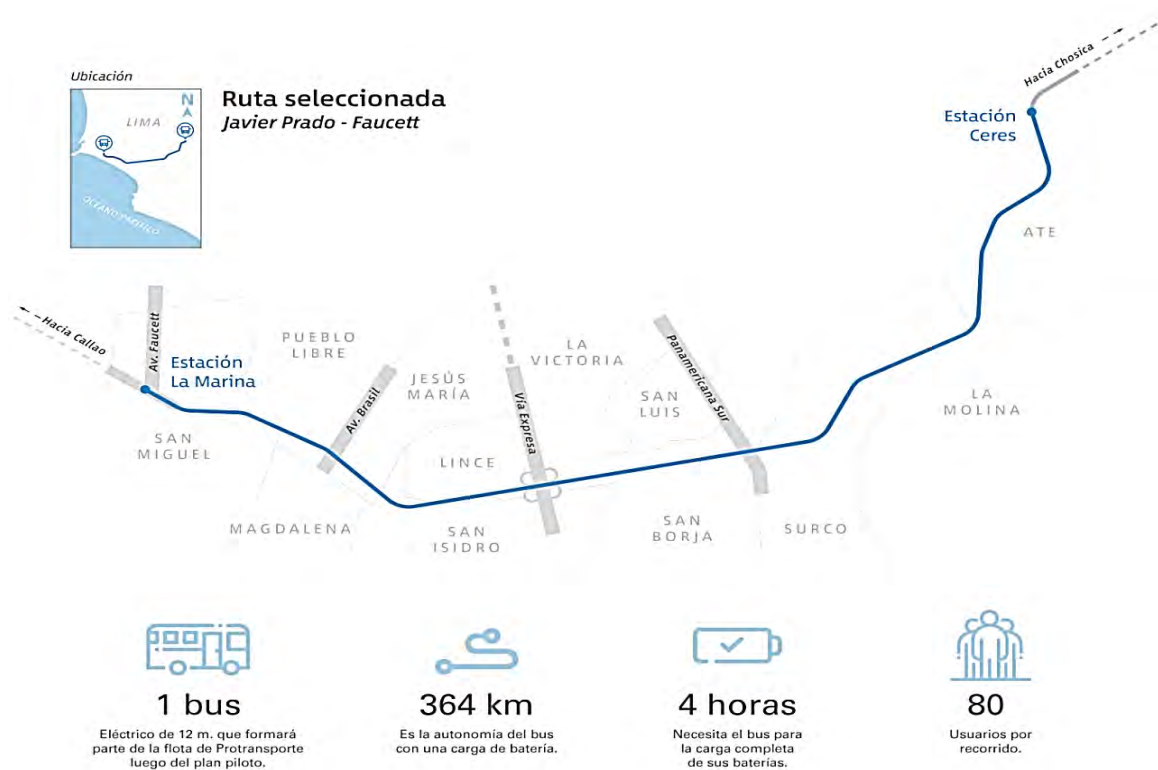 Ubicación
N
LIMA
OCÉANO PACÍFICO
Ruta seleccionada
Javier Prado - Faucett
Hacia Chosica
Estación
Ceres
ATE
Hacia Callao
Av. Faucett
Estación
La Marina
PUEBLO
LIBRE
JESÚS
MARÍA
Av. Brasil
Vía Expresa
LA
VICTORIA
SAN
LUIS
Panamericana Sur
LA
MOLINA
SAN
MIGUEL
LINCE
MAGDALENA
SAN
ISIDRO
SAN
BORJA
SURCO
1 bus
Eléctrico de 12 m. que formará
parte de la flota de Protransporte
luego del plan piloto.
364 km
Es la autonomía del bus
con una carga de batería.
4 horas
Necesita el bus para
la carga completa
de sus baterías.
80
Usuarios por
recorrido.